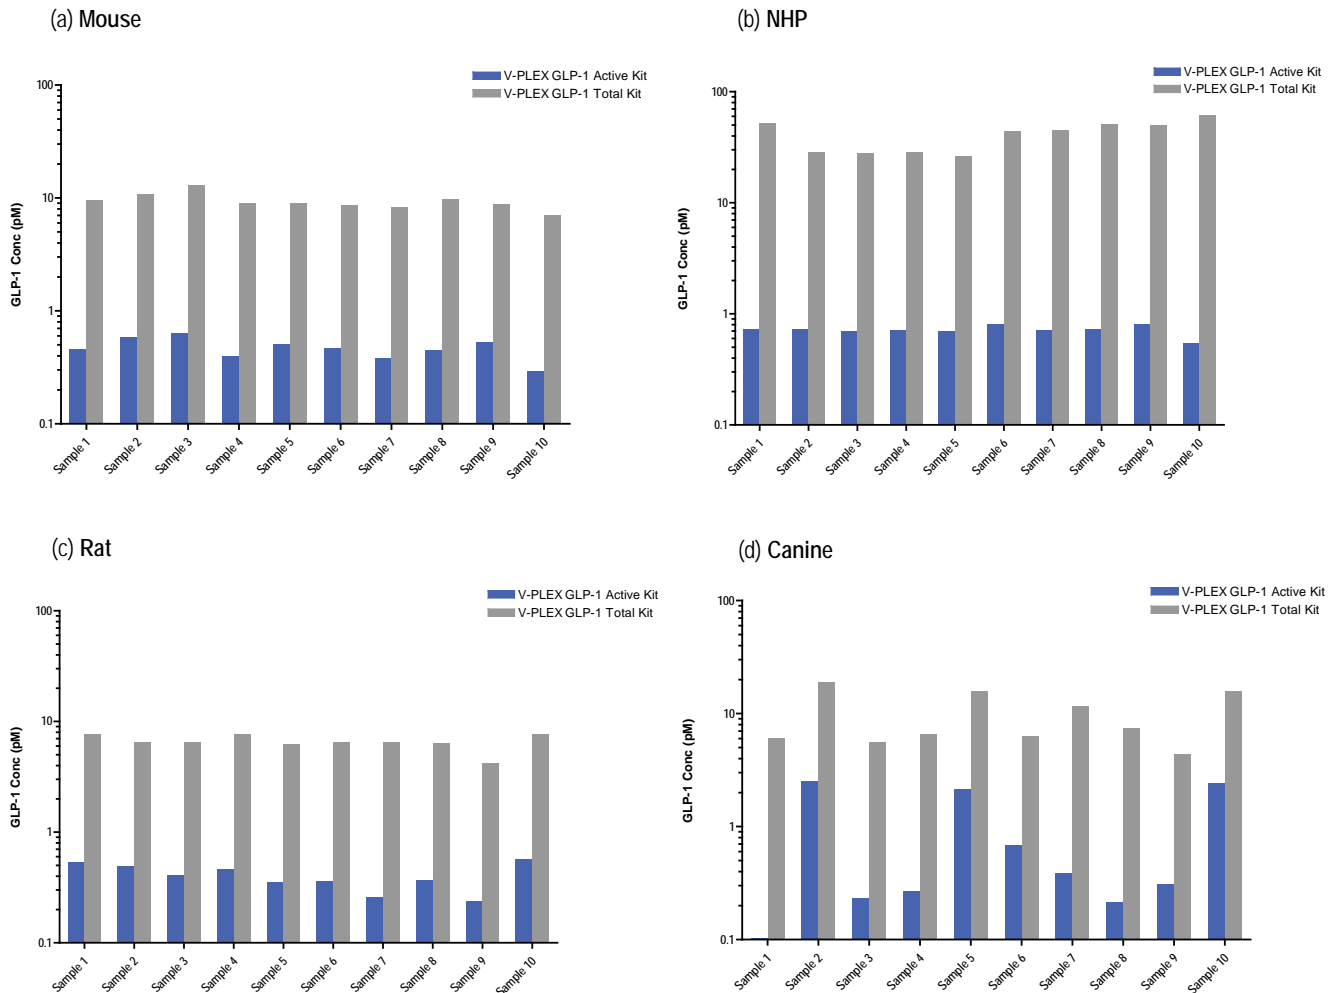 (a) Mouse
V-PLEX GLP-1 Active Kit
V-PLEX GLP-1 Total Kit
100
10
1
0.1
GLP-1 Conc (pM)
Sample 1
Sample 2
Sample 3
Sample 4
Sample 5
Sample 6
Sample 7
Sample 8
Sample 9
Sample 10
(b) NHP
V-PLEX GLP-1 Active Kit
V-PLEX GLP-1 Total Kit
100
10
1
0.1
GLP-1 Conc (pM)
Sample 1
Sample 2
Sample 3
Sample 4
Sample 5
Sample 6
Sample 7
Sample 8
Sample 9
Sample 10
(c) Rat
V-PLEX GLP-1 Active Kit
V-PLEX GLP-1 Total Kit
100
10
1
0.1
GLP-1 Conc (pM)
Sample 1
Sample 2
Sample 3
Sample 4
Sample 5
Sample 6
Sample 7
Sample 8
Sample 9
Sample 10
(d) Canine
V-PLEX GLP-1 Active Kit
V-PLEX GLP-1 Total Kit
100
10
1
0.1
GLP-1 Conc (pM)
Sample 1
Sample 2
Sample 3
Sample 4
Sample 5
Sample 6
Sample 7
Sample 8
Sample 9
Sample 10